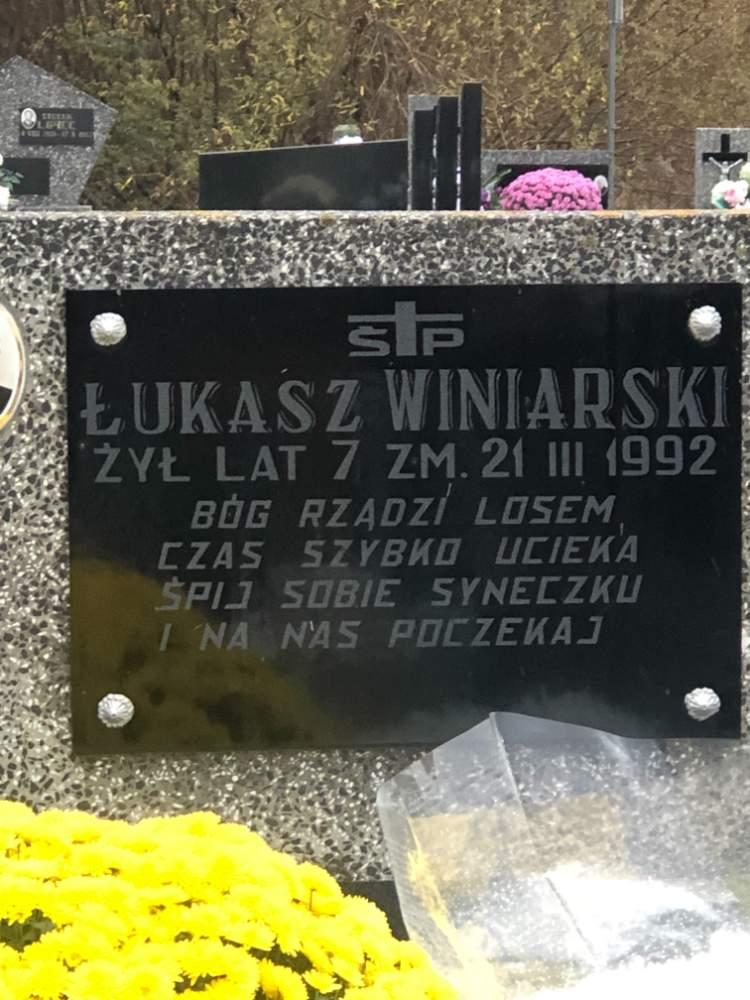 LIPIEC
Ś†P
ŁUKASZ WINIARSKI
ŻYŁ LAT 7 ZM. 21 III 1992
BÓG RZĄDZI LOSEM,
CZAS SZYBKO UCIEKA
ŚPIJ SOBIE SYNECZKU
I NA NAS POCZEKAJ